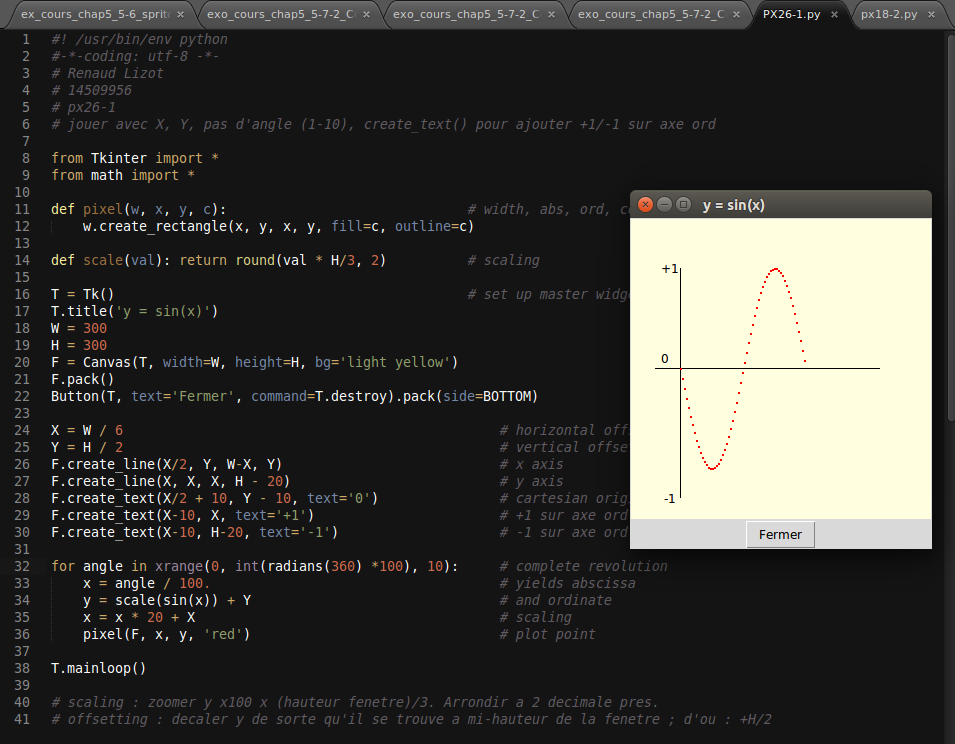 ex_cours_chap5_5-6_sprit × exo_cours_chap5_5-7-2_C × exo_cours_chap5_5-7-2_C × exo_cours_chap5_5-7-2_C × PX26-1.py × px18-2.py ×
1 #! /usr/bin/env python
2 #-*-coding: utf-8 -*-
3 # Renaud Lizot
4 # 14509956
5 # px26-1
6 # jouer avec X, Y, pas d'angle (1-10), create_text() pour ajouter +1/-1 sur axe ord
7
8 from Tkinter import *
9 from math import *
10
11 def pixel(w, x, y, c): # width, abs, ord,
12 w.create_rectangle(x, y, x, y, fill=c, outline=c)
13
14 def scale(val): return round(val * H/3, 2) # scaling
15
16 T = Tk() # set up master
17 T.title('y = sin(x)')
18 W = 300
19 H = 300
20 F = Canvas(T, width=W, height=H, bg='light yellow')
21 F.pack()
22 Button(T, text='Fermer', command=T.destroy).pack(side=BOTTOM)
23
24 X = W / 6 # horizontal
25 Y = H / 2 # vertical
26 F.create_line(X/2, Y, W-X, Y) # x axis
27 F.create_line(X, X, X, H - 20) # y axis
28 F.create_text(X/2 + 10, Y - 10, text='0') # cartesian
29 F.create_text(X-10, X, text='+1') # +1 sur axe ord
30 F.create_text(X-10, H-20, text='-1') # -1 sur axe ord
31
32 for angle in xrange(0, int(radians(360) *100), 10): # complete revolution
33 x = angle / 100. # yields abscissa
34 y = scale(sin(x)) + Y # and ordinate
35 x = x * 20 + X # scaling
36 pixel(F, x, y, 'red') # plot point
37
38 T.mainloop()
39
40 # scaling : zoomer y x100 x (hauteur fenetre)/3. Arrondir a 2 decimale pres.
41 # offsetting : decaler y de sorte qu'il se trouve a mi-hauteur de la fenetre ; d'ou : +H/2
y = sin(x)
+1
0
-1
Fermer